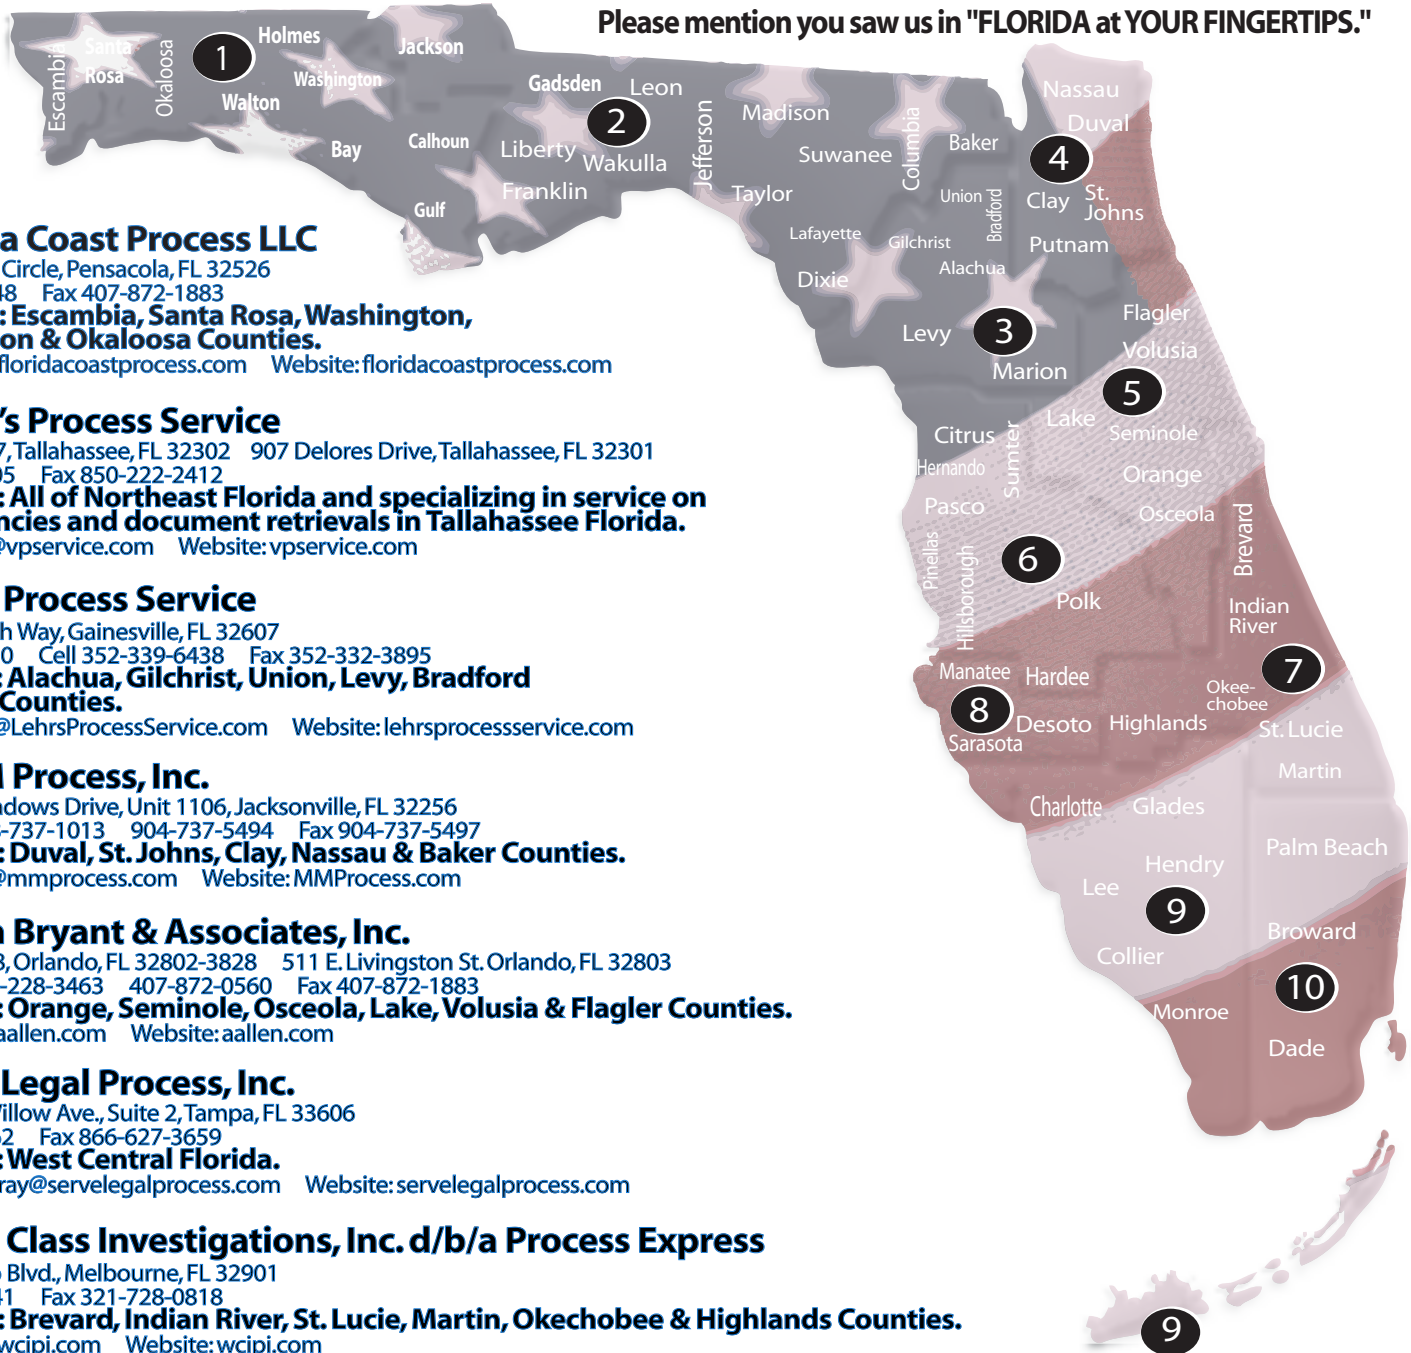 Please mention you saw us in "FLORIDA at YOUR FINGERTIPS."
Escambia
Santa
Rosa
Okaloosa
1
Holmes
Washington
Walton
Jackson
Bay
Calhoun
Gulf
Gadsden
Leon
2
Liberty
Wakulla
Franklin
Jefferson
Madison
Suwanee
Taylor
Lafayette
Dixie
Columbia
Baker
Union
Bradford
Gilchrist
Alachua
Levy
3
Marion
Nassau
Duval
4
Clay
St.
Johns
Putnam
Flagler
Volusia
5
Lake
Seminole
Citrus
Sumter
Hernando
Orange
Pasco
Osceola
Pinellas
Hillsborough
6
Polk
Brevard
Indian
River
7
Manatee
Hardee
8
Okee-
chobee
Desoto
Highlands
Sarasota
St. Lucie
Martin
Charlotte
Glades
Palm Beach
Hendry
Lee
9
Collier
Broward
10
Monroe
Dade
9
a Coast Process LLC
Circle, Pensacola, FL 32526
48 Fax 407-872-1883
: Escambia, Santa Rosa, Washington,
on & Okaloosa Counties.
floridacoastprocess.com Website: floridacoastprocess.com
’s Process Service
7, Tallahassee, FL 32302 907 Delores Drive, Tallahassee, FL 32301
05 Fax 850-222-2412
: All of Northeast Florida and specializing in service on
ncies and document retrievals in Tallahassee Florida.
@vpservice.com Website: vpservice.com
Process Service
h Way, Gainesville, FL 32607
0 Cell 352-339-6438 Fax 352-332-3895
: Alachua, Gilchrist, Union, Levy, Bradford
Counties.
@LehrsProcessService.com Website: lehrsprocessservice.com
M Process, Inc.
adows Drive, Unit 1106, Jacksonville, FL 32256
-737-1013 904-737-5494 Fax 904-737-5497
: Duval, St. Johns, Clay, Nassau & Baker Counties.
@mmprocess.com Website: MMProcess.com
n Bryant & Associates, Inc.
8, Orlando, FL 32802-3828 511 E. Livingston St. Orlando, FL 32803
-228-3463 407-872-0560 Fax 407-872-1883
: Orange, Seminole, Osceola, Lake, Volusia & Flagler Counties.
aallen.com Website: aallen.com
Legal Process, Inc.
Willow Ave., Suite 2, Tampa, FL 33606
62 Fax 866-627-3659
: West Central Florida.
ray@servelegalprocess.com Website: servelegalprocess.com
Class Investigations, Inc. d/b/a Process Express
o Blvd., Melbourne, FL 32901
41 Fax 321-728-0818
: Brevard, Indian River, St. Lucie, Martin, Okechobee & Highlands Counties.
wcipi.com Website: wcipi.com